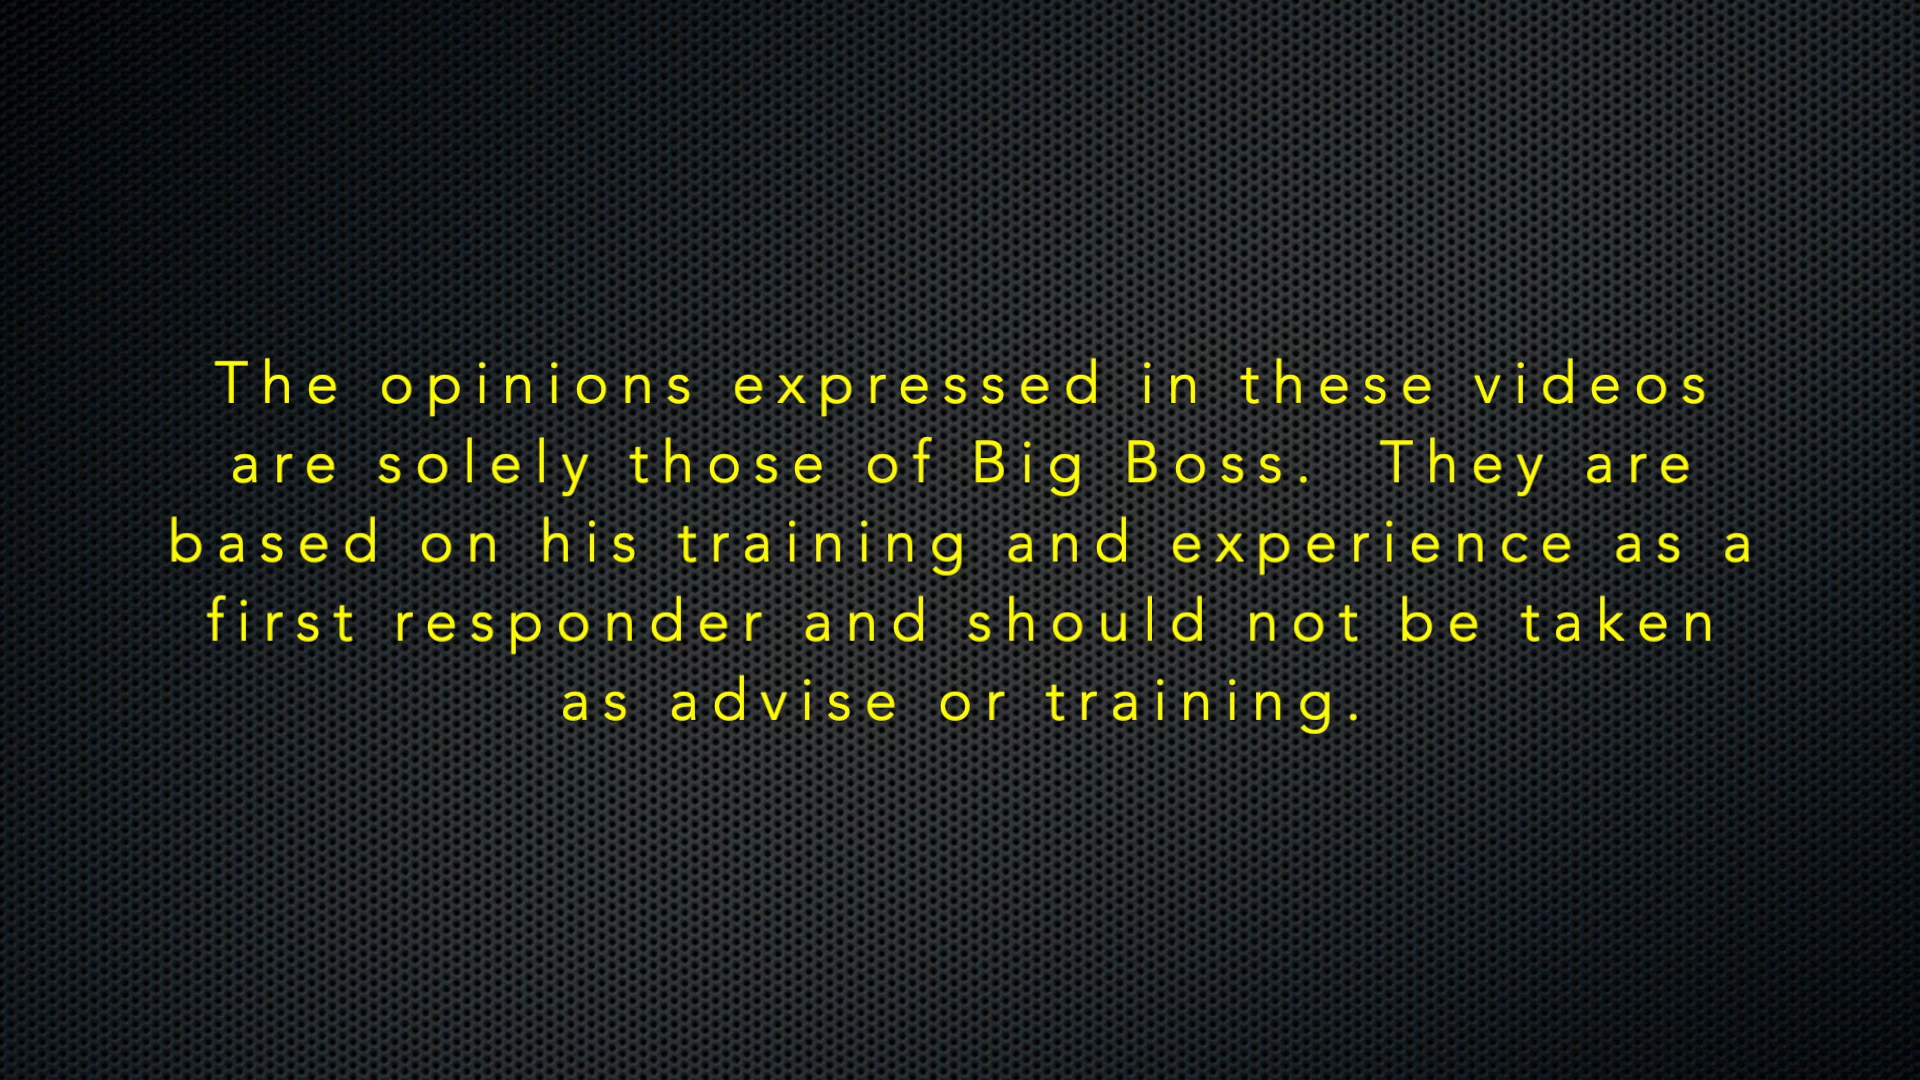 The opinions expressed in these videos
are solely those of Big Boss.  They are
based on his training and experience as a
first responder and should not be taken
as advise or training.